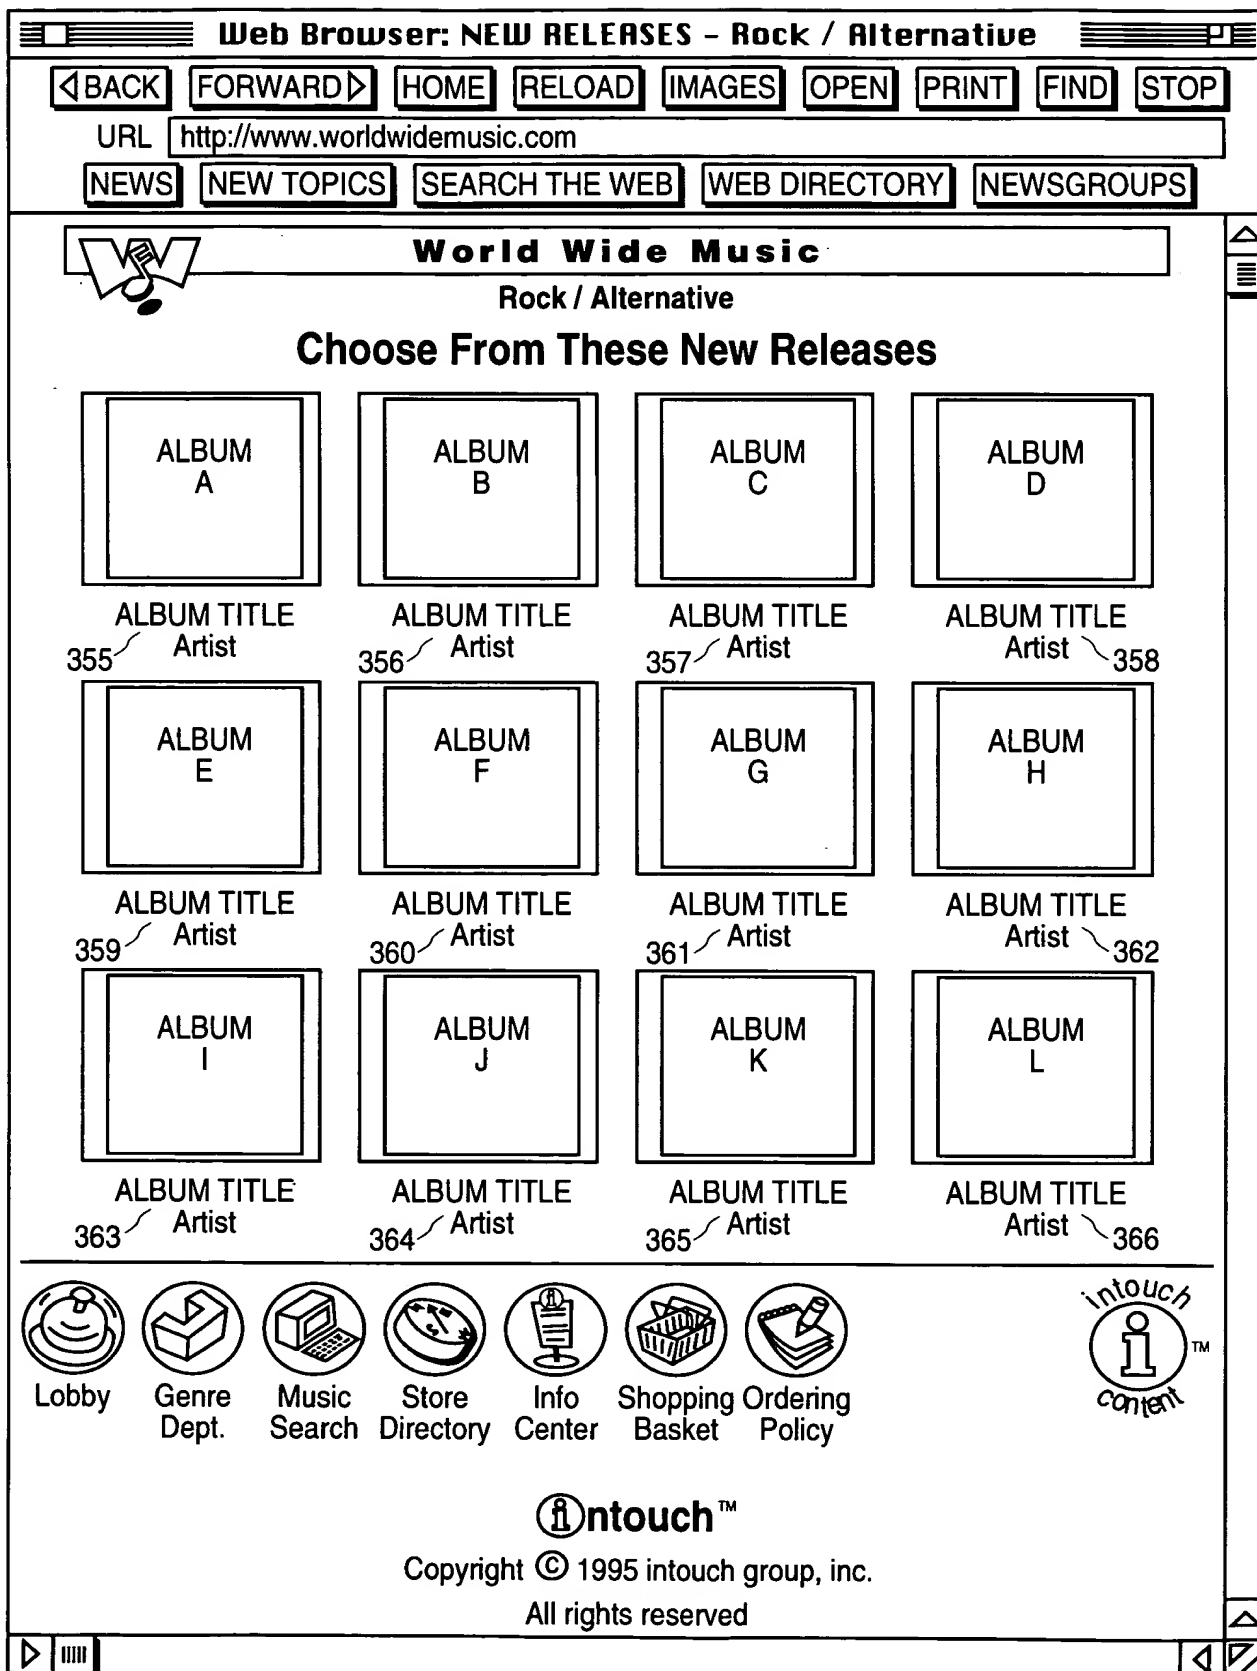 Web Browser: NEW RELEASES - Rock / Alternative
BACK FORWARD HOME RELOAD IMAGES OPEN PRINT FIND STOP
URL http://www.worldwidemusic.com
NEWS NEW TOPICS SEARCH THE WEB WEB DIRECTORY NEWSGROUPS
W World Wide Music
Rock / Alternative
Choose From These New Releases
ALBUM A ALBUM B ALBUM C ALBUM D
ALBUM TITLE ALBUM TITLE ALBUM TITLE ALBUM TITLE
355 Artist 356 Artist 357 Artist Artist 358
ALBUM E ALBUM F ALBUM G ALBUM H
ALBUM TITLE ALBUM TITLE ALBUM TITLE ALBUM TITLE
359 Artist 360 Artist 361 Artist Artist 362
ALBUM I ALBUM J ALBUM K ALBUM L
ALBUM TITLE ALBUM TITLE ALBUM TITLE ALBUM TITLE
363 Artist 364 Artist 365 Artist Artist 366
Lobby Genre Dept. Music Search Store Directory Info Center Shopping Basket Ordering Policy
intouch i ™ content
intouch™
Copyright © 1995 intouch group, inc.
All rights reserved